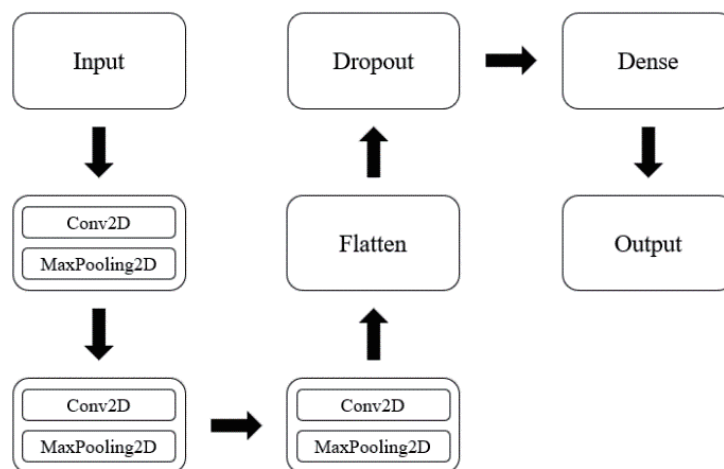 Input
Conv2D
MaxPooling2D
Conv2D
MaxPooling2D
Conv2D
MaxPooling2D
Flatten
Dropout
Dense
Output